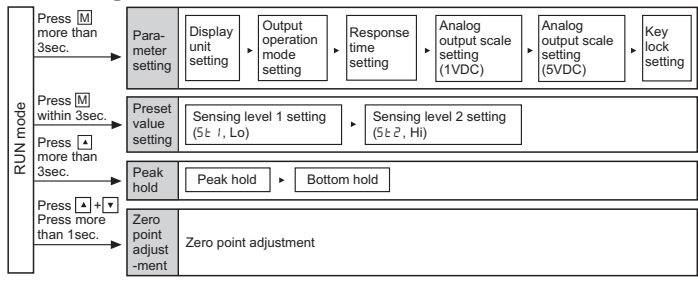 RUN mode
Press M
more than
3sec.
Para-
meter
setting
Display
unit
setting
Output
operation
mode
setting
Response
time
setting
Analog
output scale
setting
(1VDC)
Analog
output scale
setting
(5VDC)
Key
lock
setting
Press M
within 3sec.
Preset
value
setting
Sensing level 1 setting
(5t 1, Lo)
Sensing level 2 setting
(5t 2, Hi)
Press ▲
more than
3sec.
Peak
hold
Peak hold
Bottom hold
Press ▲+▼
Press more
than 1sec.
Zero
point
adjust
-ment
Zero point adjustment